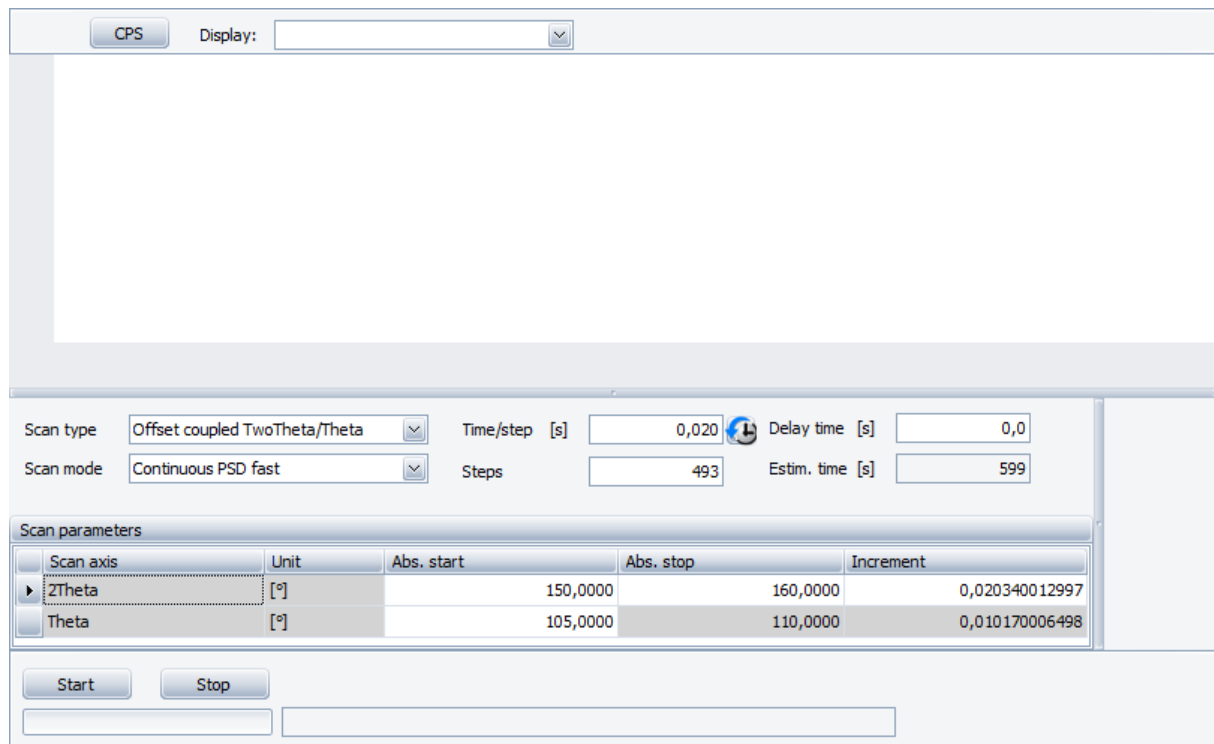 CPS Display:
Scan type Offset coupled TwoTheta/Theta Time/step [s] 0,020 Delay time [s] 0,0
Scan mode Continuous PSD fast Steps 493 Estim. time [s] 599
Scan parameters
Scan axis Unit Abs. start Abs. stop Increment
2Theta [°] 150,0000 160,0000 0,020340012997
Theta [°] 105,0000 110,0000 0,010170006498
Start Stop